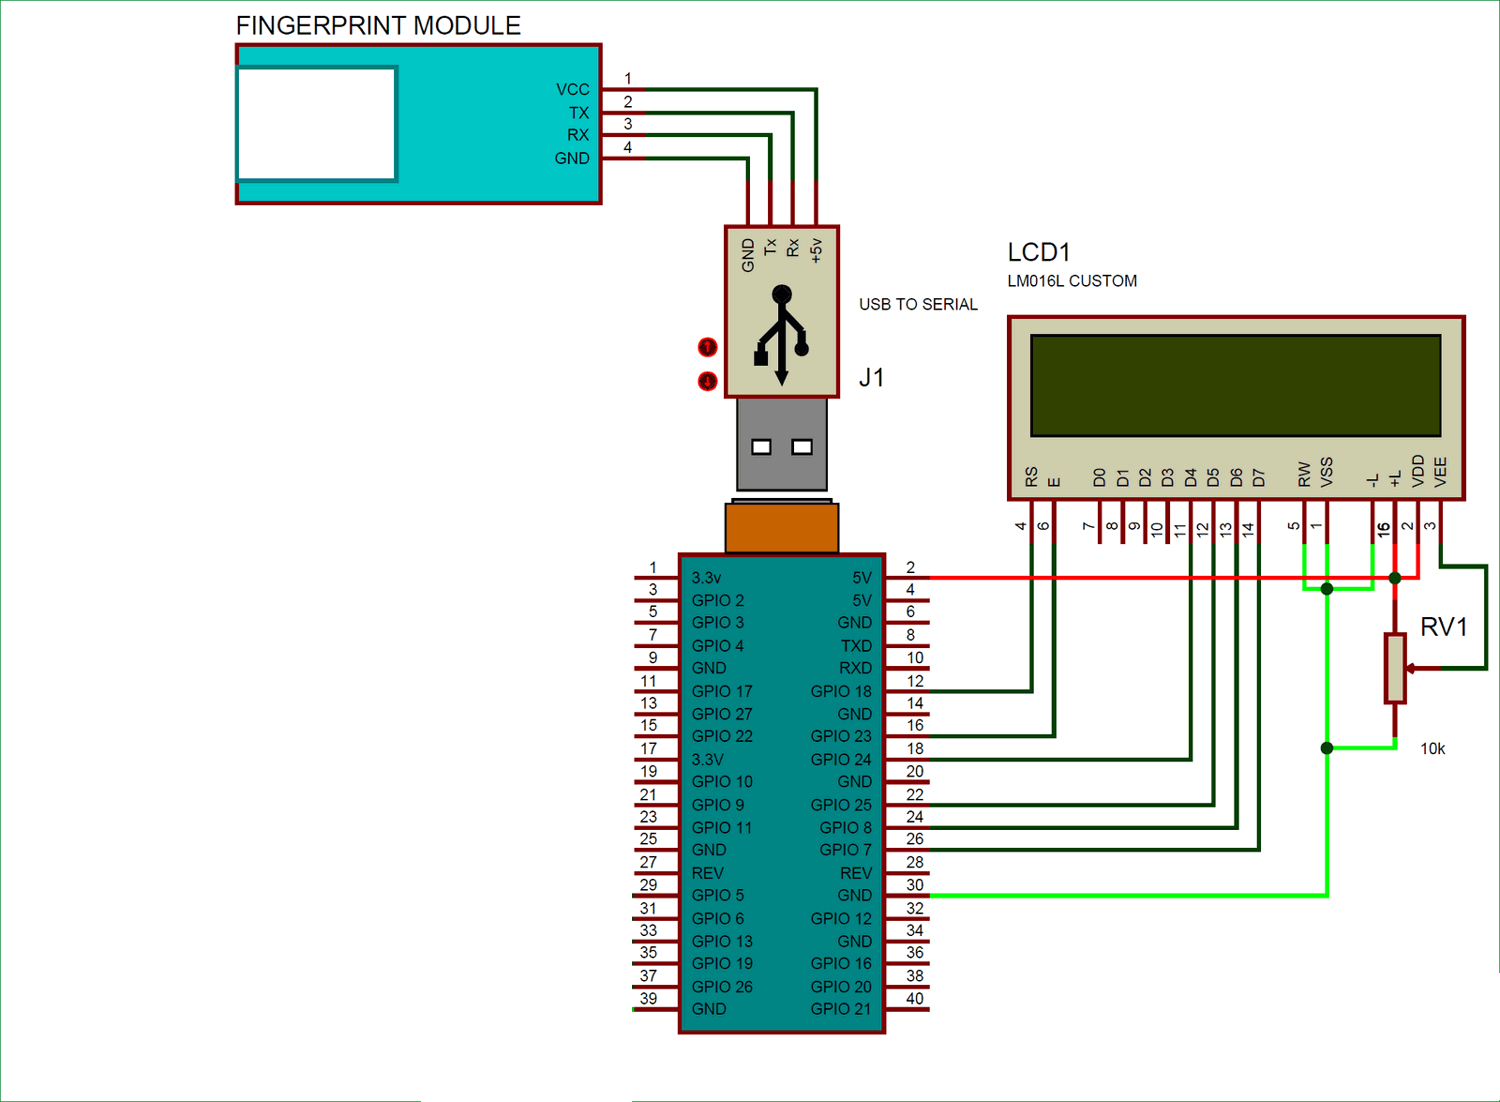 FINGERPRINT MODULE
VCC 1
TX 2
RX 3
GND 4
GND Tx Rx +5v
USB TO SERIAL
J1
LCD1
LM016L CUSTOM
RS E D0 D1 D2 D3 D4 D5 D6 D7 RW VSS -L +L VDD VEE
4 6 7 8 9 10 11 12 13 14 5 1 2 3
1 3.3v 5V 2
3 GPIO 2 5V 4
5 GPIO 3 GND 6
7 GPIO 4 TXD 8
9 GND RXD 10
11 GPIO 17 GPIO 18 12
13 GPIO 27 GND 14
15 GPIO 22 GPIO 23 16
17 3.3V GPIO 24 18
19 GPIO 10 GND 20
21 GPIO 9 GPIO 25 22
23 GPIO 11 GPIO 8 24
25 GND GPIO 7 26
27 REV REV 28
29 GPIO 5 GND 30
31 GPIO 6 GPIO 12 32
33 GPIO 13 GND 34
35 GPIO 19 GPIO 16 36
37 GPIO 26 GPIO 20 38
39 GND GPIO 21 40
RV1
10k